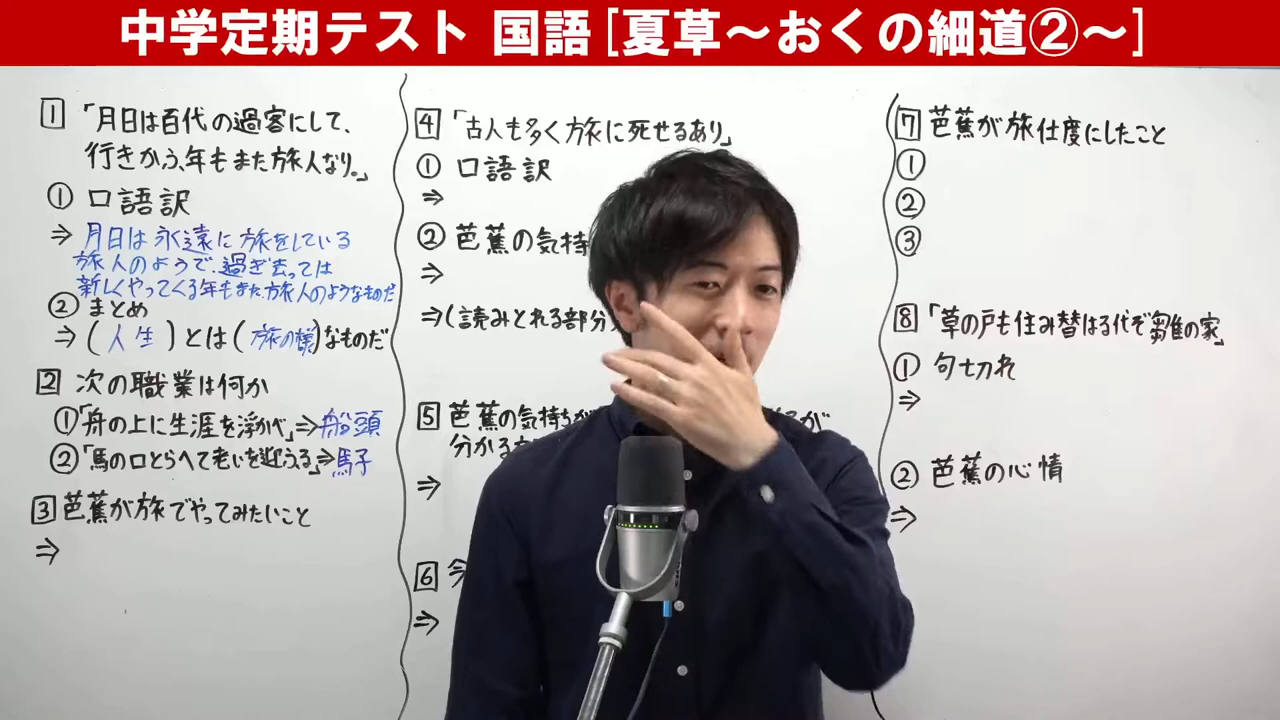 中学定期テスト 国語[夏草～おくの細道②～]
1 「月日は百代の過客にして、
行きかふ年もまた旅人なり。」
① 口語訳
⇒ 月日は永遠に旅をしている
旅人のようで、過ぎ去っては
新しくやってくる年もまた旅人のようなものだ
② まとめ
⇒(人生)とは(旅の様)なものだ
2 次の職業は何か
①「舟の上に生涯を浮かべ」⇒船頭
②「馬の口とらへて老いを迎うる」⇒馬子
3 芭蕉が旅でやってみたいこと
⇒
4 「古人も多く旅に死せるあり」
① 口語訳
⇒
② 芭蕉の気持
⇒
⇒(読みとれる部分)
5 芭蕉の気持ちが
分かる
⇒
6 今
⇒
7 芭蕉が旅仕度にしたこと
①
②
③
8 「草の戸も住み替はる代ぞ雛の家」
① 句切れ
⇒
② 芭蕉の心情
⇒